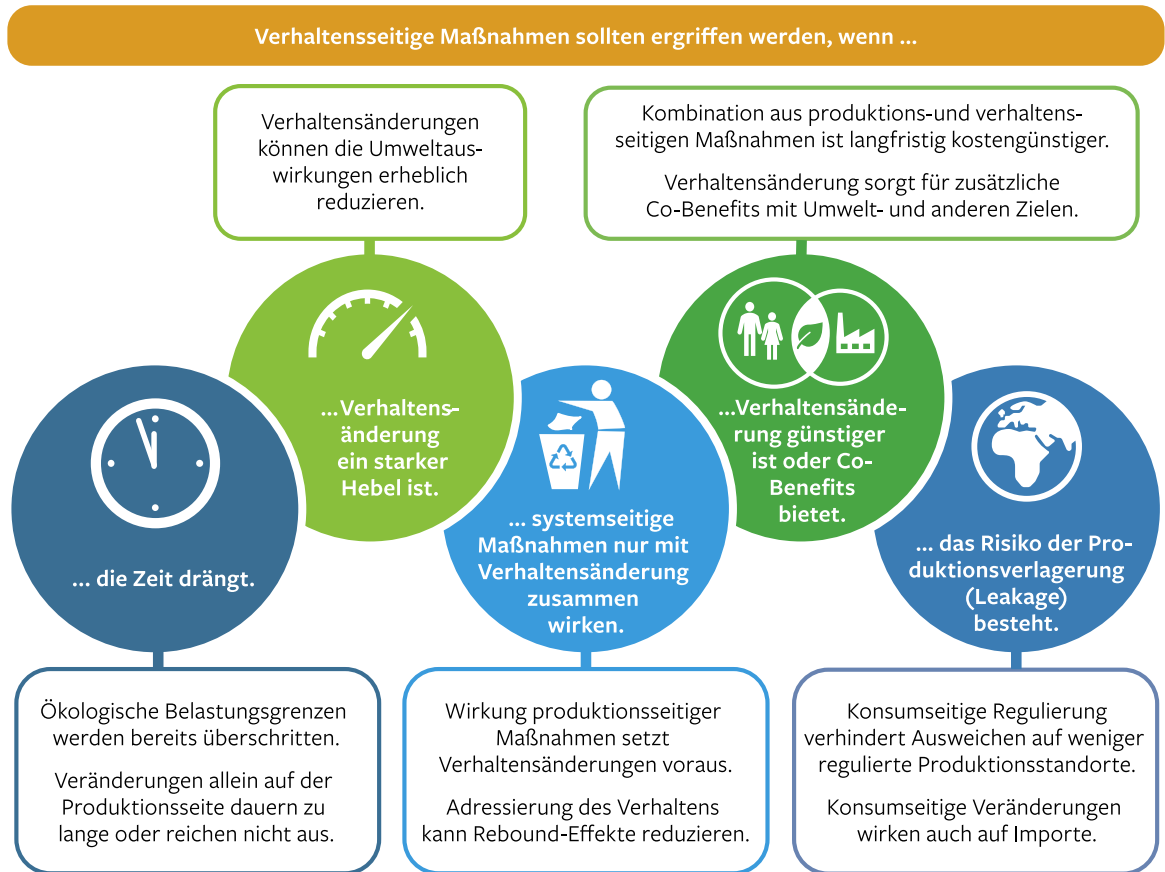 Verhaltensseitige Maßnahmen sollten ergriffen werden, wenn ...
Verhaltensänderungen
können die Umweltaus-
wirkungen erheblich
reduzieren.
Kombination aus produktions-und verhaltens-
seitigen Maßnahmen ist langfristig kostengünstiger.
Verhaltensänderung sorgt für zusätzliche
Co-Benefits mit Umwelt- und anderen Zielen.
... die Zeit drängt.
...Verhaltens-
änderung
ein starker
Hebel ist.
... systemseitige
Maßnahmen nur mit
Verhaltensänderung
zusammen
wirken.
...Verhaltensände-
rung günstiger
ist oder Co-
Benefits
bietet.
... das Risiko der Pro-
duktionsverlagerung
(Leakage)
besteht.
Ökologische Belastungsgrenzen
werden bereits überschritten.
Veränderungen allein auf der
Produktionsseite dauern zu
lange oder reichen nicht aus.
Wirkung produktionsseitiger
Maßnahmen setzt
Verhaltensänderungen voraus.
Adressierung des Verhaltens
kann Rebound-Effekte reduzieren.
Konsumseitige Regulierung
verhindert Ausweichen auf weniger
regulierte Produktionsstandorte.
Konsumseitige Veränderungen
wirken auch auf Importe.